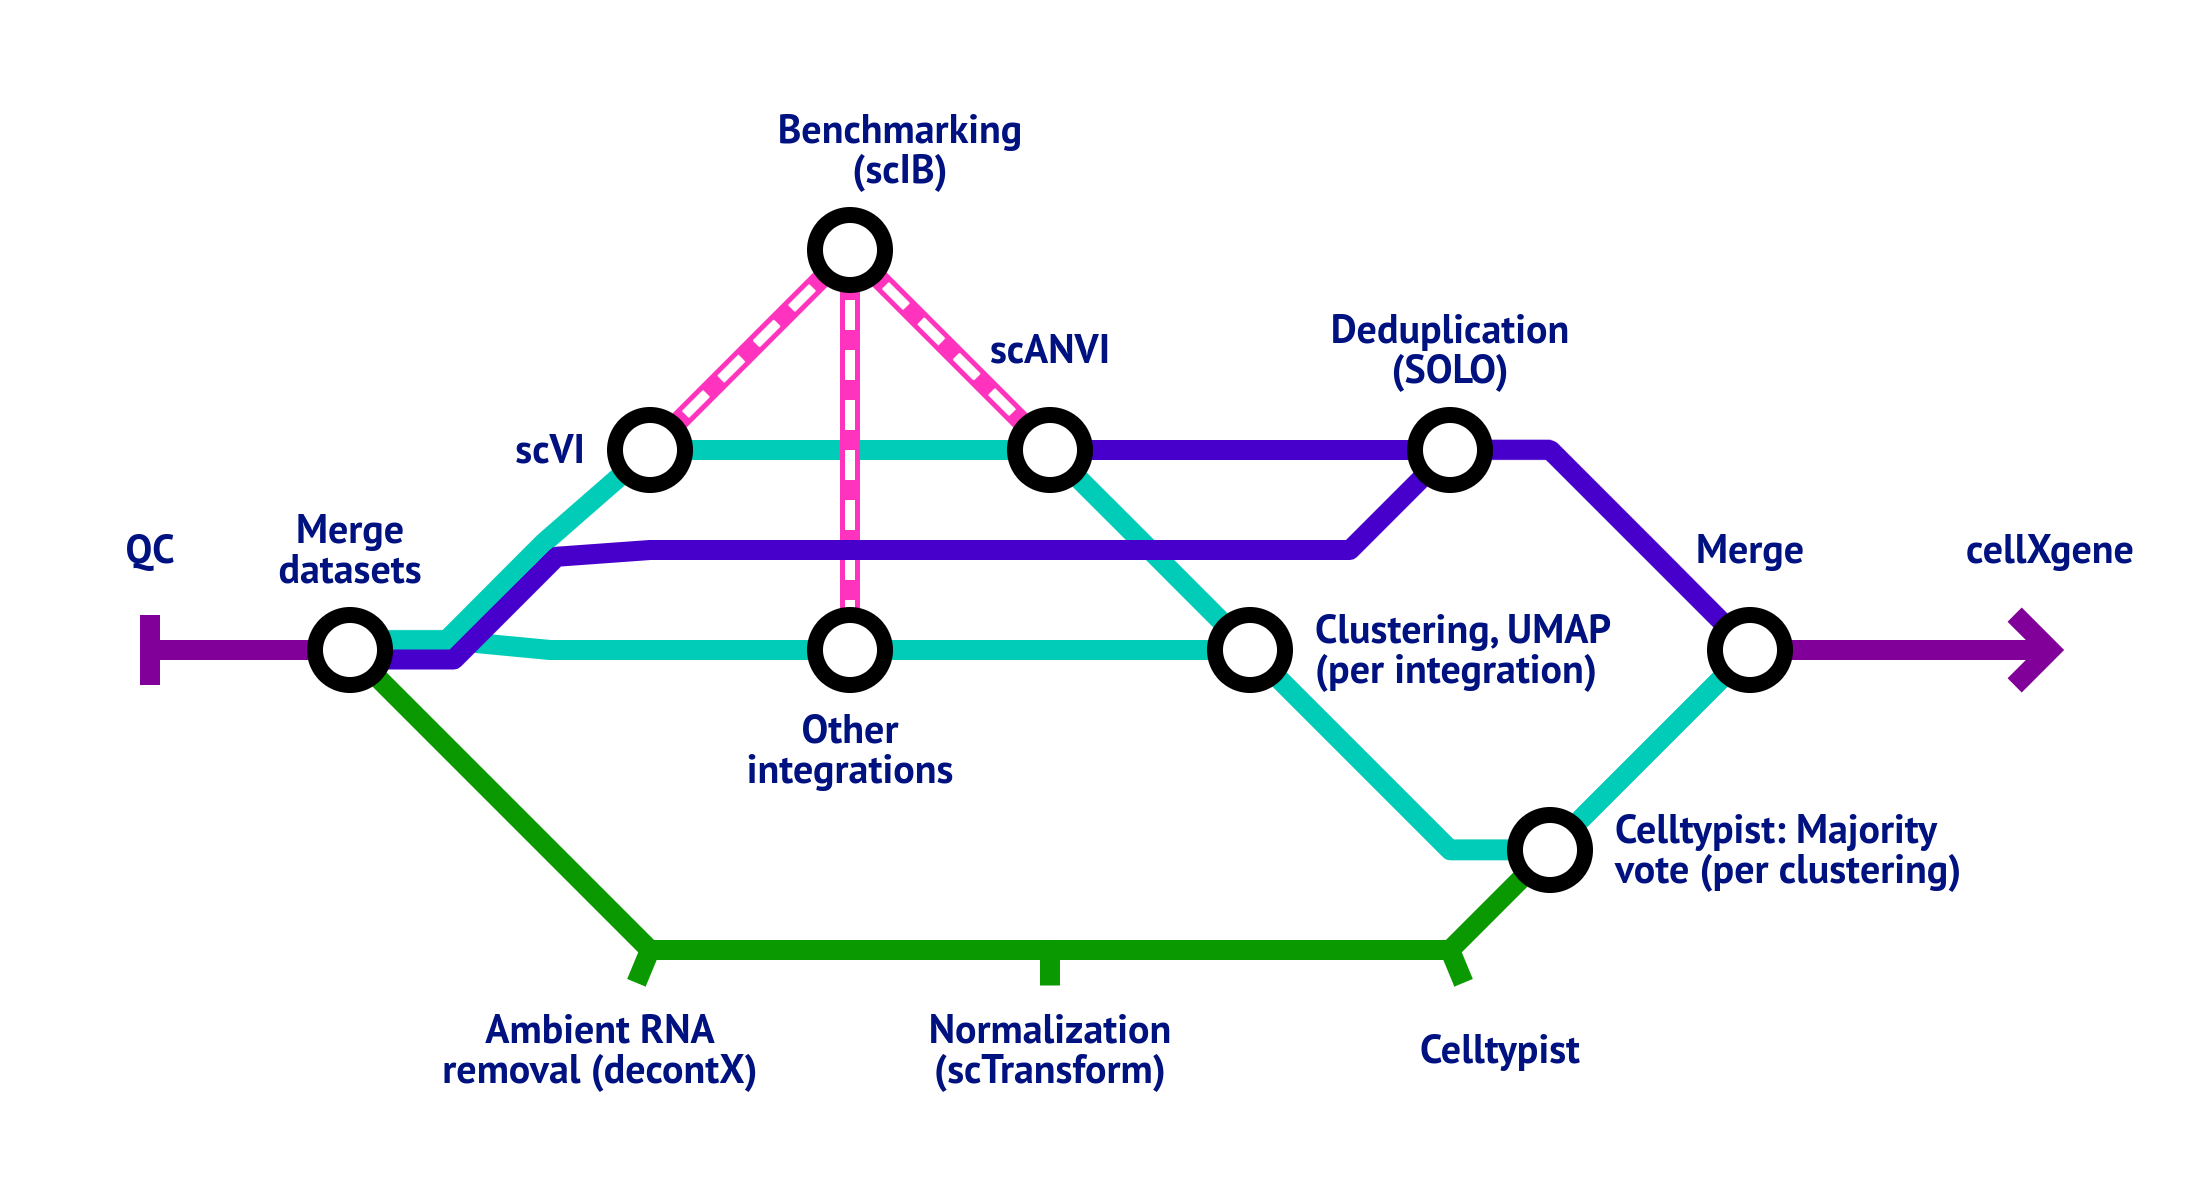 Benchmarking
(scIB)
scANVI
Deduplication
(SOLO)
scVI
QC
Merge
datasets
Merge
cellXgene
Clustering, UMAP
(per integration)
Other
integrations
Celltypist: Majority
vote (per clustering)
Ambient RNA
removal (decontX)
Normalization
(scTransform)
Celltypist